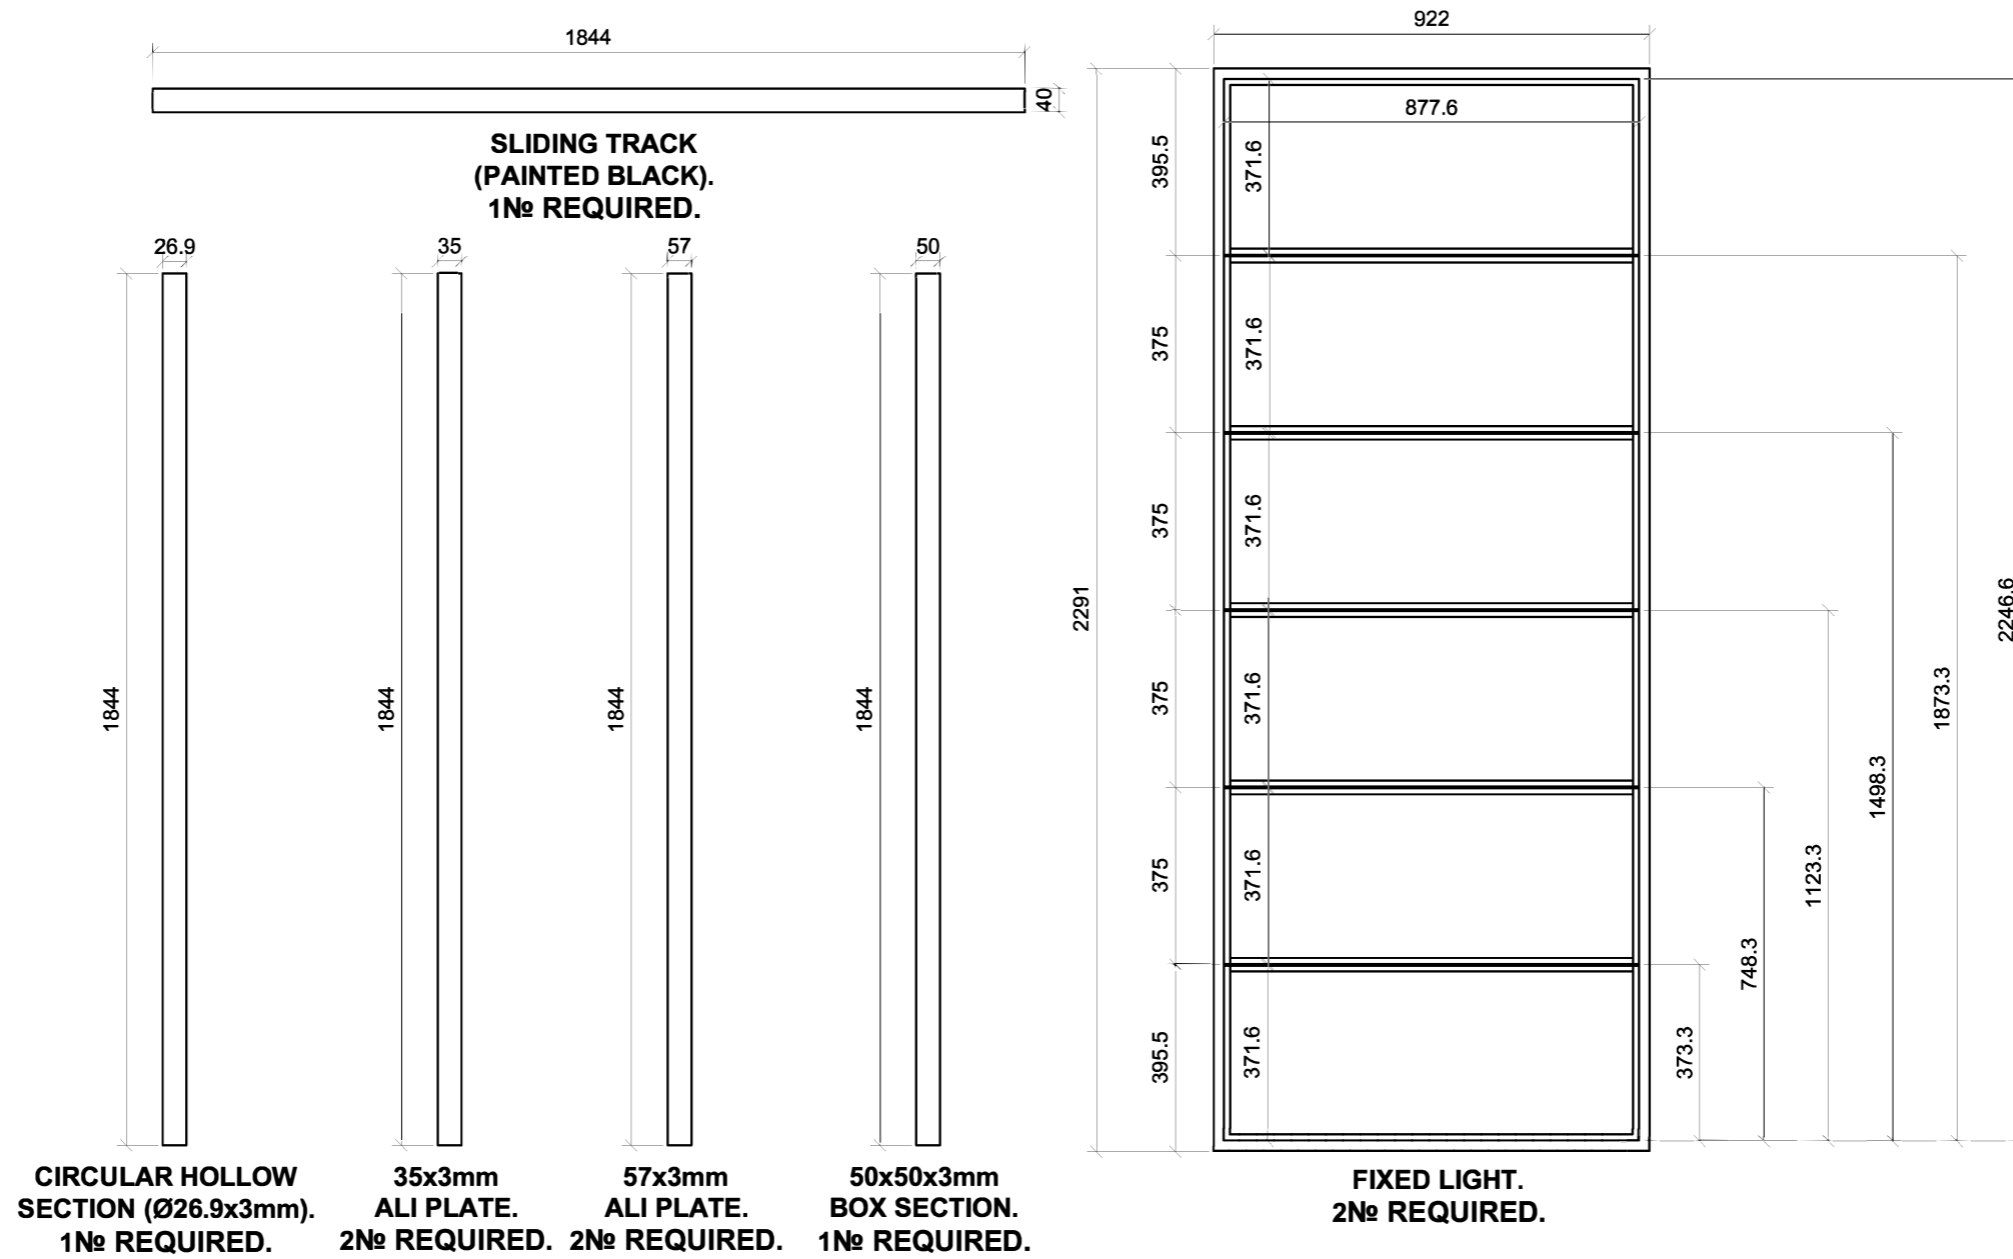 1844
40
SLIDING TRACK
(PAINTED BLACK).
1№ REQUIRED.
26.9
1844
CIRCULAR HOLLOW
SECTION (Ø26.9x3mm).
1№ REQUIRED.
35
1844
35x3mm
ALI PLATE.
2№ REQUIRED.
57
1844
57x3mm
ALI PLATE.
2№ REQUIRED.
50
1844
50x50x3mm
BOX SECTION.
1№ REQUIRED.
922
877.6
2291
395.5
375
375
375
375
395.5
371.6
371.6
371.6
371.6
371.6
371.6
373.3
748.3
1123.3
1498.3
1873.3
2246.6
FIXED LIGHT.
2№ REQUIRED.